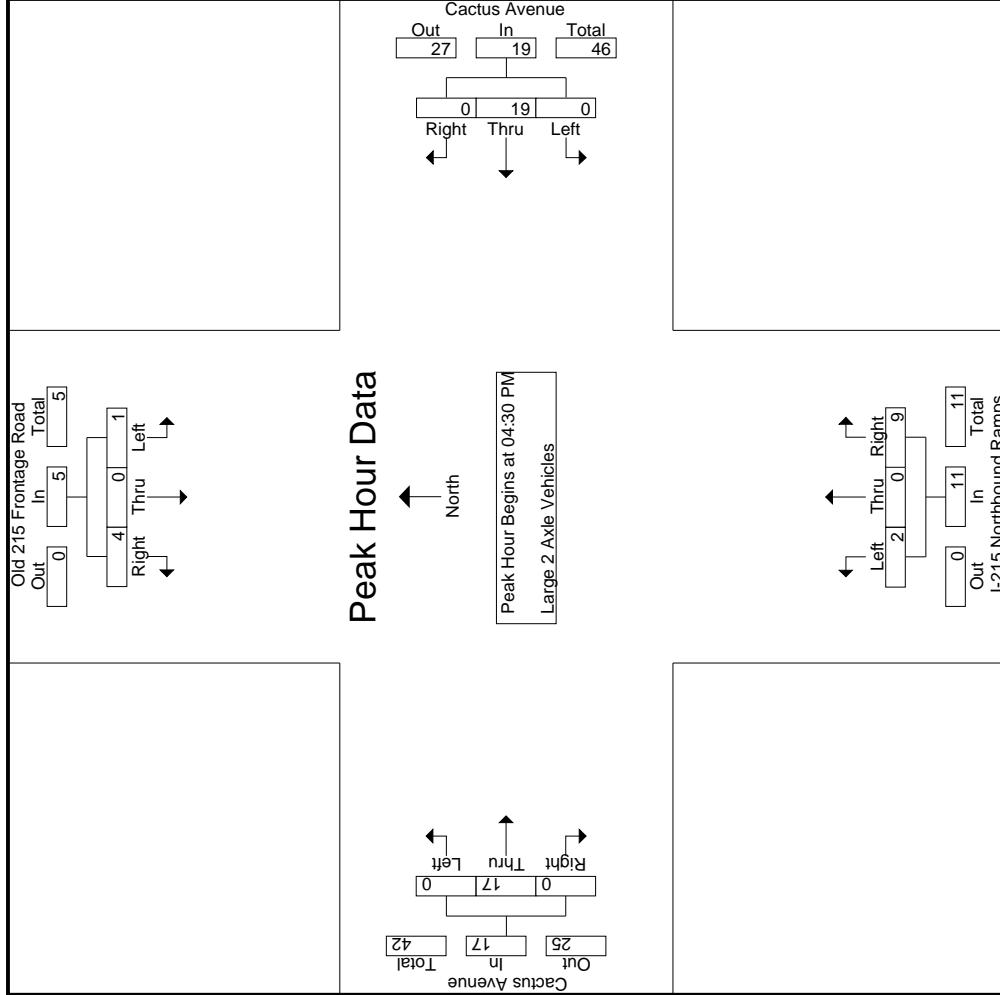 Cactus Avenue
Out In Total
27 19 46
0 19 0
Right Thru Left
Old 215 Frontage Road
Out In Total
0 5 5
4 0 1
Right Thru Left
Peak Hour Data
North
Peak Hour Begins at 04:30 PM
Large 2 Axle Vehicles
Left Thru Right
2 0 9
0 11 11
Out In Total
I-215 Northbound Ramps
Left Thru Right
0 17 0
42 17 25
Total In Out
Cactus Avenue